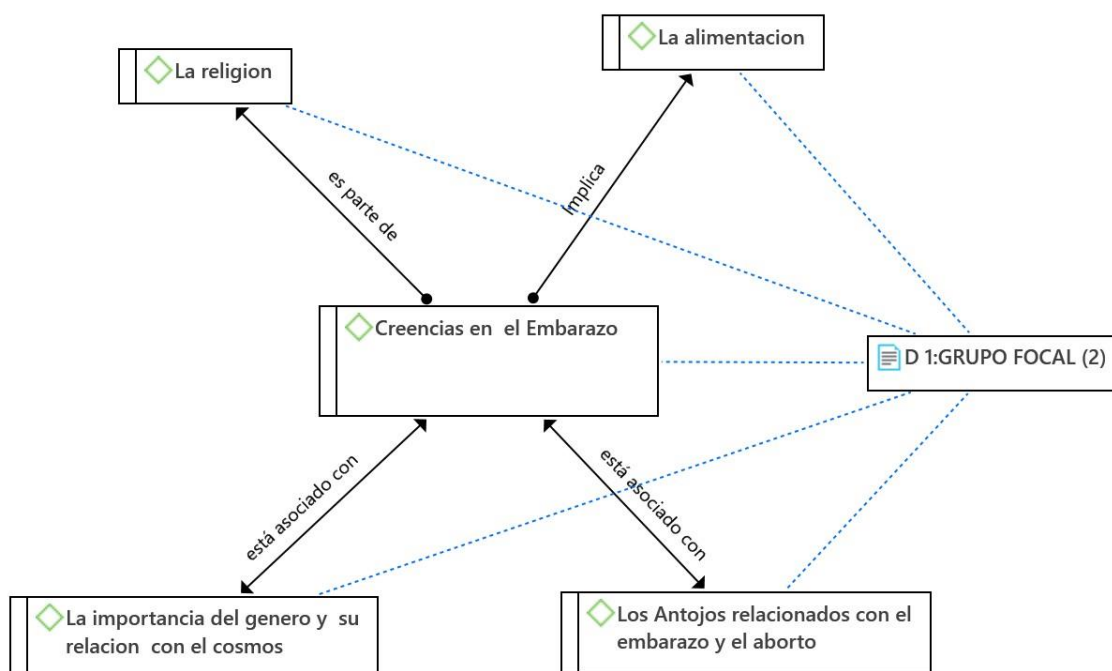 La religion
La alimentacion
es parte de
Implica
Creencias en el Embarazo
D 1:GRUPO FOCAL (2)
está asociado con
está asociado con
La importancia del genero y su
relacion con el cosmos
Los Antojos relacionados con el
embarazo y el aborto